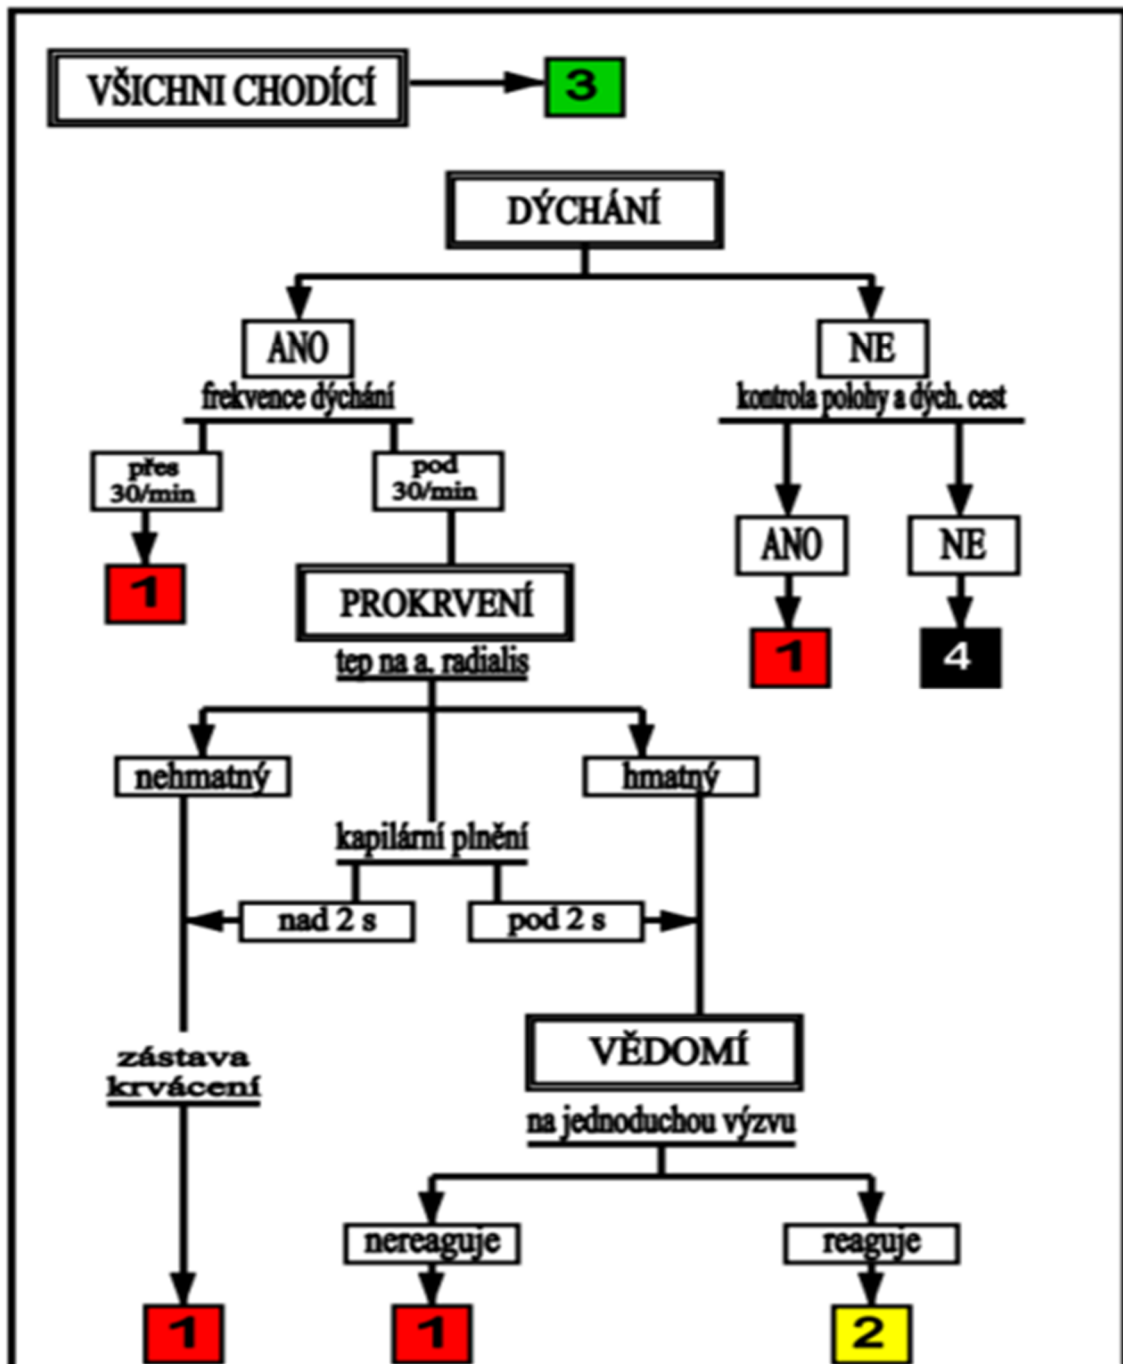 VŠICHNI CHODÍCÍ
3
DÝCHÁNÍ
ANO
NE
frekvence dýchání
kontrola polohy a dých. cest
přes
30/min
pod
30/min
ANO
NE
1
PROKRVENÍ
1
4
tep na a. radialis
nehmatný
hmatný
kapilární plnění
nad 2 s
pod 2 s
zástava
krvácení
VĚDOMÍ
na jednoduchou výzvu
nereaguje
reaguje
1
1
2